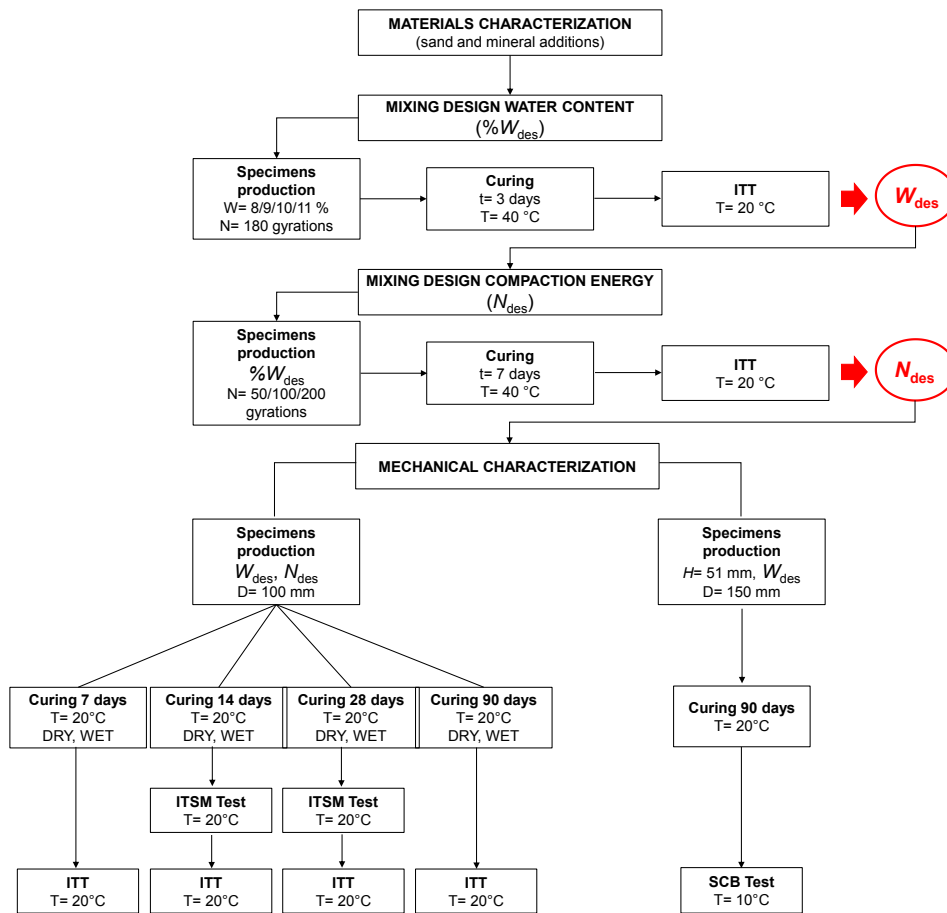 MATERIALS CHARACTERIZATION
(sand and mineral additions)
MIXING DESIGN WATER CONTENT
(%Wdes)
Specimens
production
W= 8/9/10/11 %
N= 180 gyrations
Curing
t= 3 days
T= 40 °C
ITT
T= 20 °C
Wdes
MIXING DESIGN COMPACTION ENERGY
(Ndes)
Specimens
production
%Wdes
N= 50/100/200
gyrations
Curing
t= 7 days
T= 40 °C
ITT
T= 20 °C
Ndes
MECHANICAL CHARACTERIZATION
Specimens
production
Wdes, Ndes
D= 100 mm
Specimens
production
H= 51 mm, Wdes
D= 150 mm
Curing 7 days
T= 20°C
DRY, WET
Curing 14 days
T= 20°C
DRY, WET
Curing 28 days
T= 20°C
DRY, WET
Curing 90 days
T= 20°C
DRY, WET
Curing 90 days
T= 20°C
ITSM Test
T= 20°C
ITSM Test
T= 20°C
ITT
T= 20°C
ITT
T= 20°C
ITT
T= 20°C
ITT
T= 20°C
SCB Test
T= 10°C